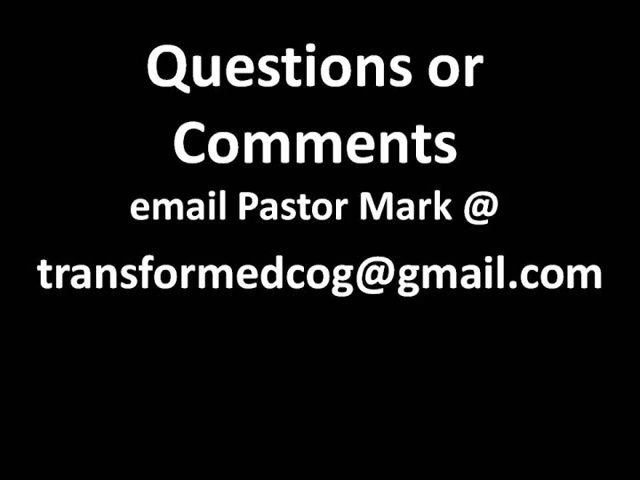 Questions or
Comments
email Pastor Mark @
transformedcog@gmail.com